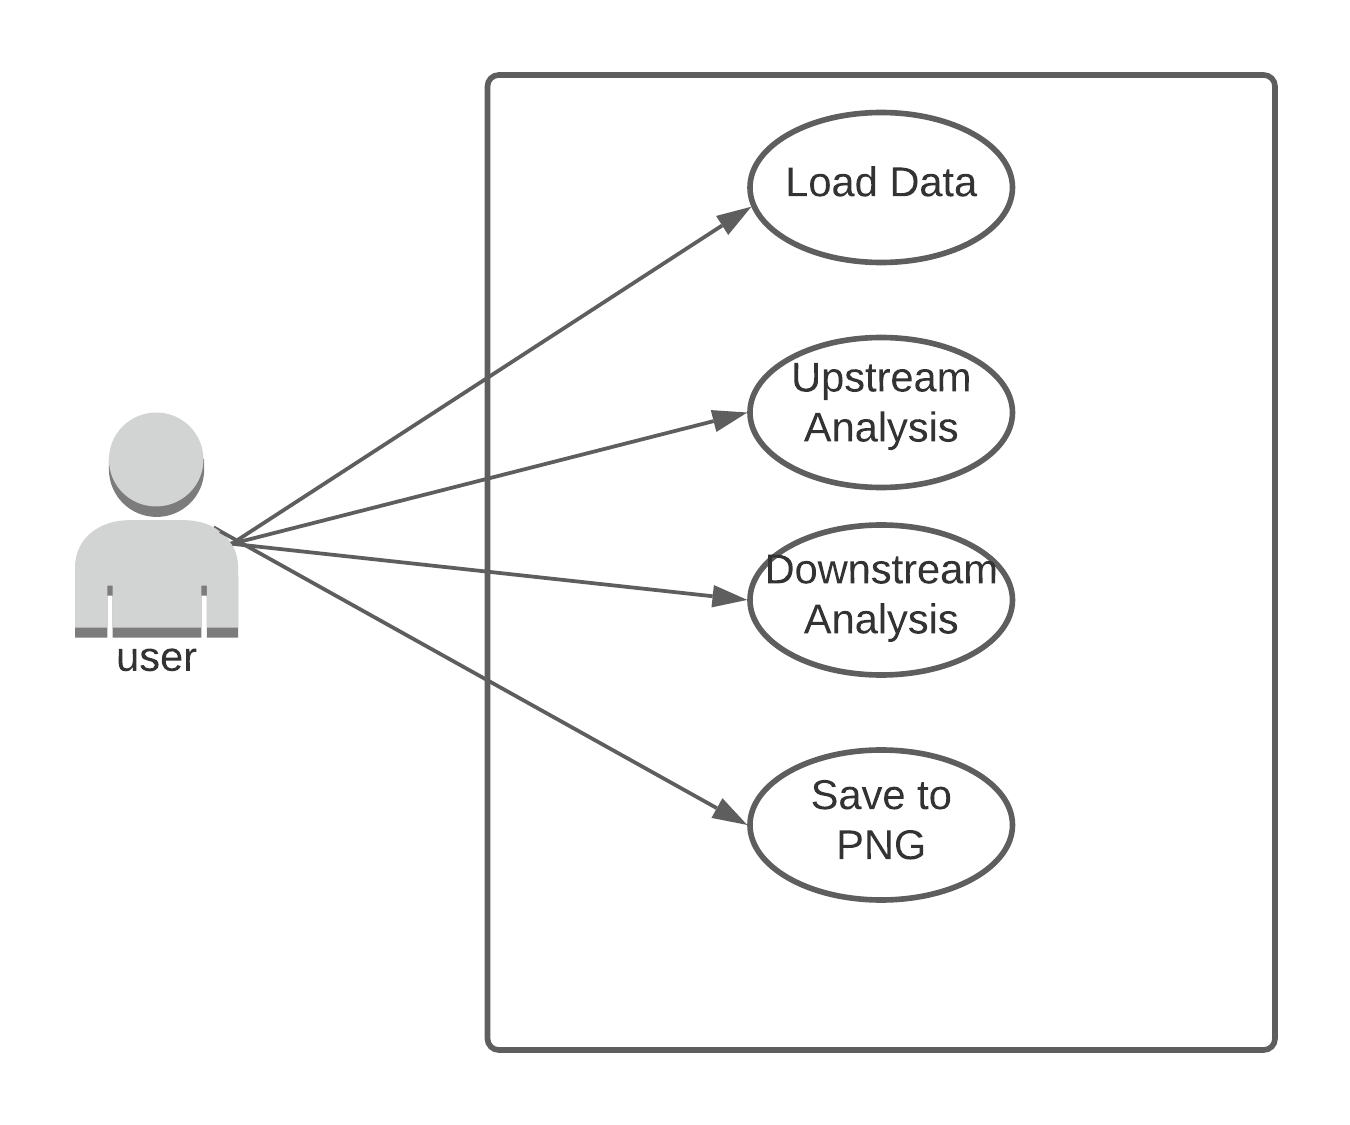 Load Data
Upstream
Analysis
Downstream
Analysis
user
Save to
PNG